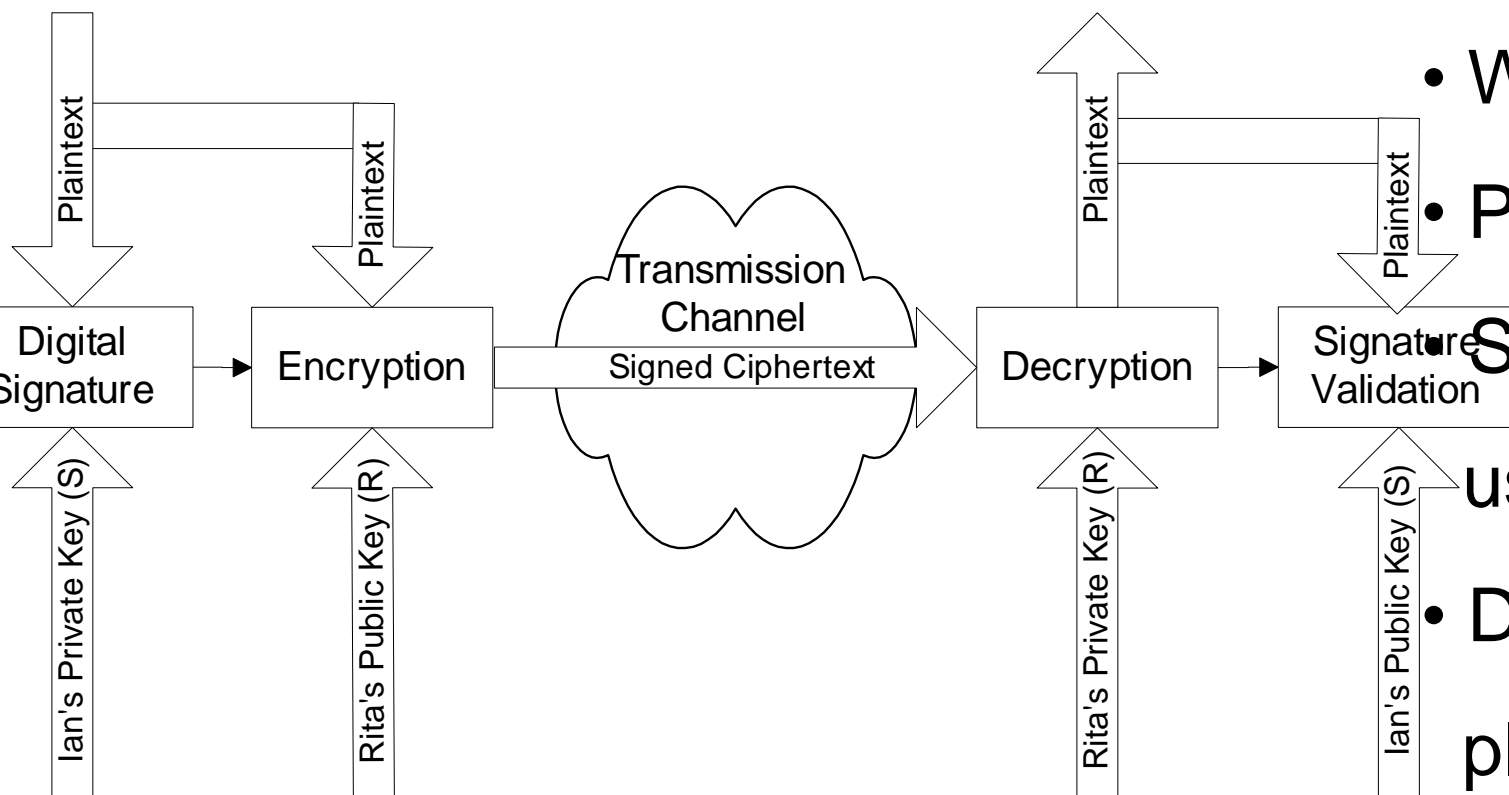 Plaintext
Plaintext
Digital
Signature
Encryption
Transmission
Channel
Signed Ciphertext
Plaintext
Plaintext
Decryption
Signature
Validation
Ian's Private Key (S)
Rita's Public Key (R)
Rita's Private Key (R)
Ian's Public Key (S)
• W
• P
• S
us
• D